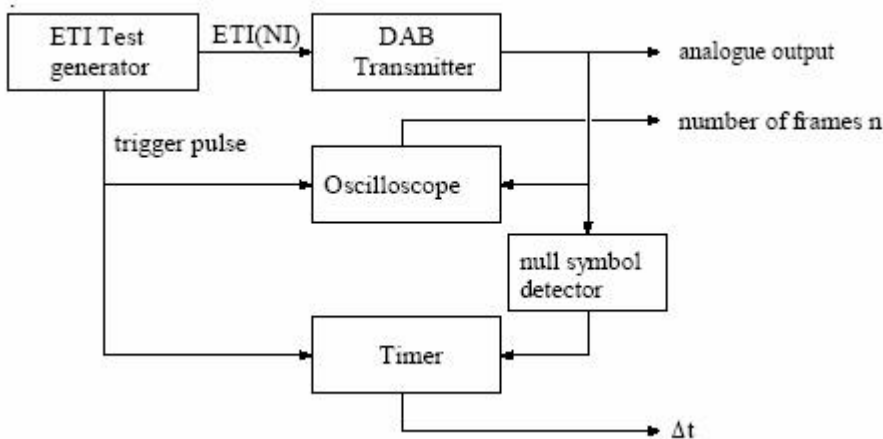 ETI Test
generator
ETI(NI)
DAB
Transmitter
analogue output
number of frames n
trigger pulse
Oscilloscope
null symbol
detector
Timer
Δt